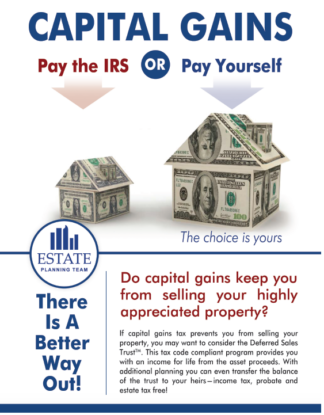 CAPITAL GAINS
Pay the IRS OR Pay Yourself
100
The choice is yours
ESTATE
PLANNING TEAM
There
Is A
Better
Way
Out!
Do capital gains keep you
from selling your highly
appreciated property?
If capital gains tax prevents you from selling your
property, you may want to consider the Deferred Sales
Trust™. This tax code compliant program provides you
with an income for life from the asset proceeds. With
additional planning you can even transfer the balance
of the trust to your heirs – income tax, probate and
estate tax free!